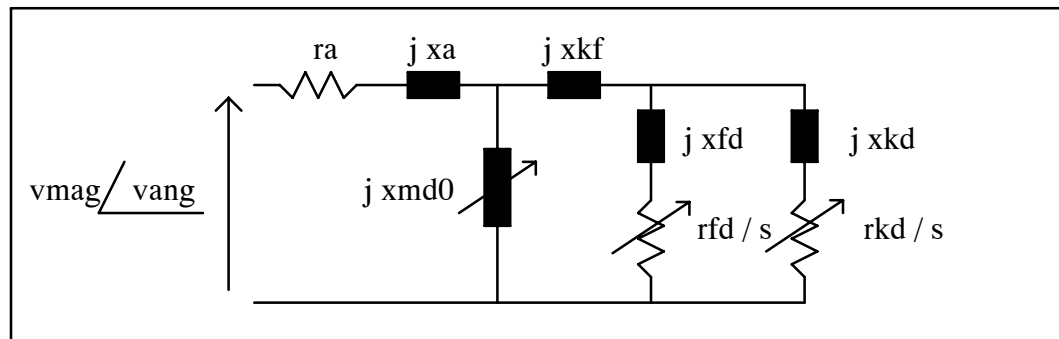 ra
j xa
j xkf
j xfd
j xkd
vmag
vang
j xmd0
rfd / s
rkd / s